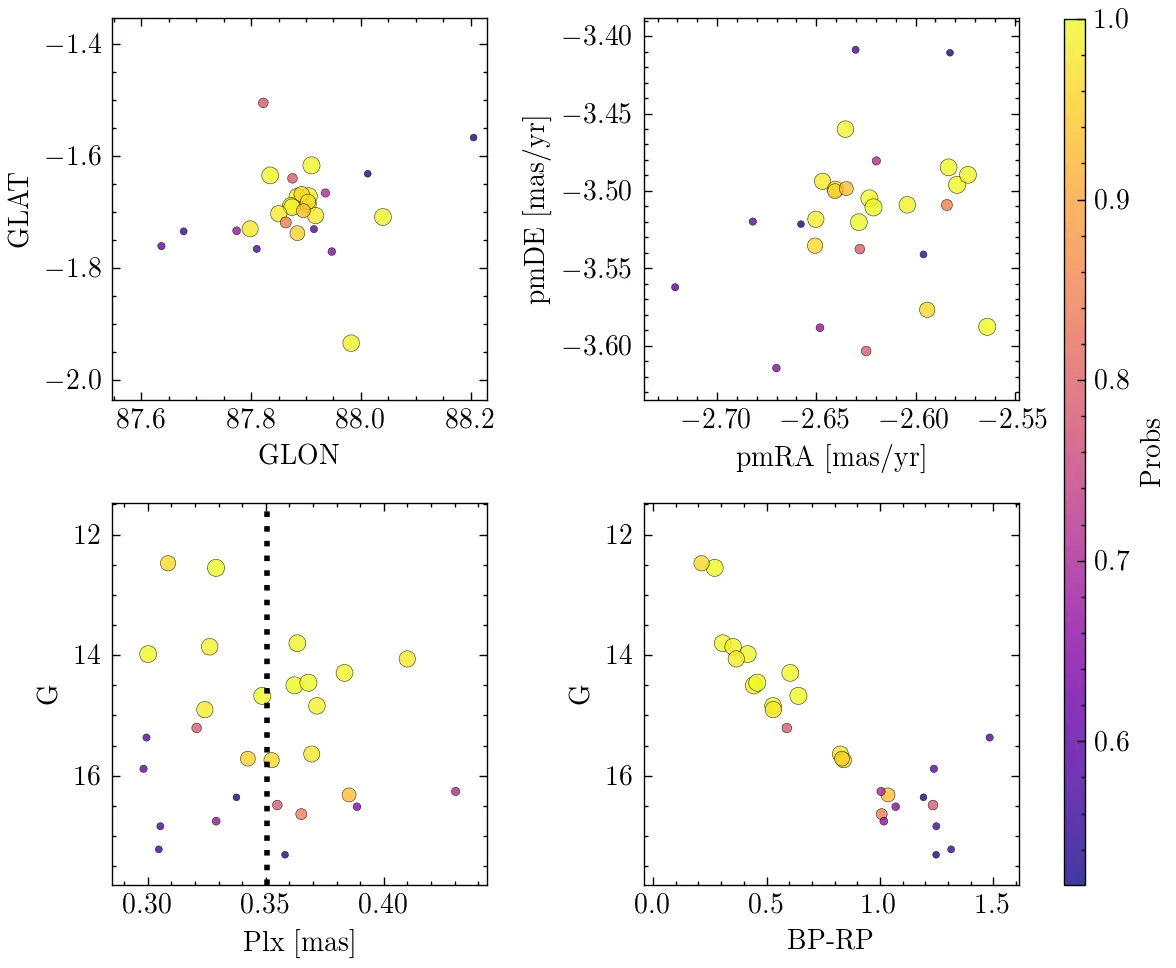 −1.4
−1.6
−1.8
−2.0
GLAT
87.6 87.8 88.0 88.2
GLON
−3.40
−3.45
−3.50
−3.55
−3.60
pmDE [mas/yr]
−2.70 −2.65 −2.60 −2.55
pmRA [mas/yr]
12
14
16
G
0.30 0.35 0.40
Plx [mas]
12
14
16
G
0.0 0.5 1.0 1.5
BP-RP
1.0
0.9
0.8
0.7
0.6
Probs